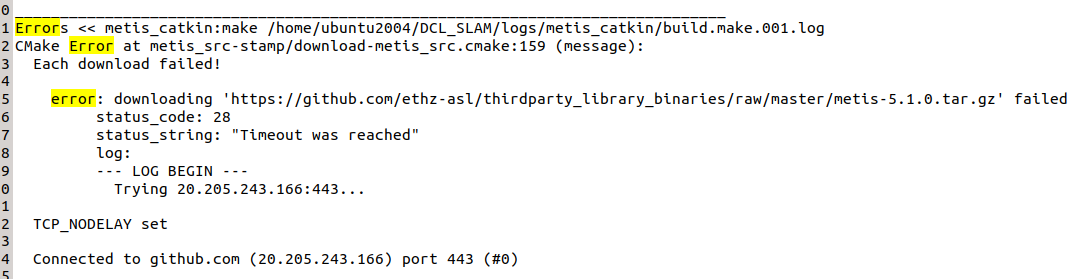 0 _______________________________________________________________________________
1 Errors << metis_catkin:make /home/ubuntu2004/DCL_SLAM/logs/metis_catkin/build.make.001.log
2 CMake Error at metis_src-stamp/download-metis_src.cmake:159 (message):
3   Each download failed!
4
5     error: downloading 'https://github.com/ethz-asl/thirdparty_library_binaries/raw/master/metis-5.1.0.tar.gz' failed
6          status_code: 28
7          status_string: "Timeout was reached"
8          log:
9          --- LOG BEGIN ---
0            Trying 20.205.243.166:443...
1
2   TCP_NODELAY set
3
4   Connected to github.com (20.205.243.166) port 443 (#0)
5